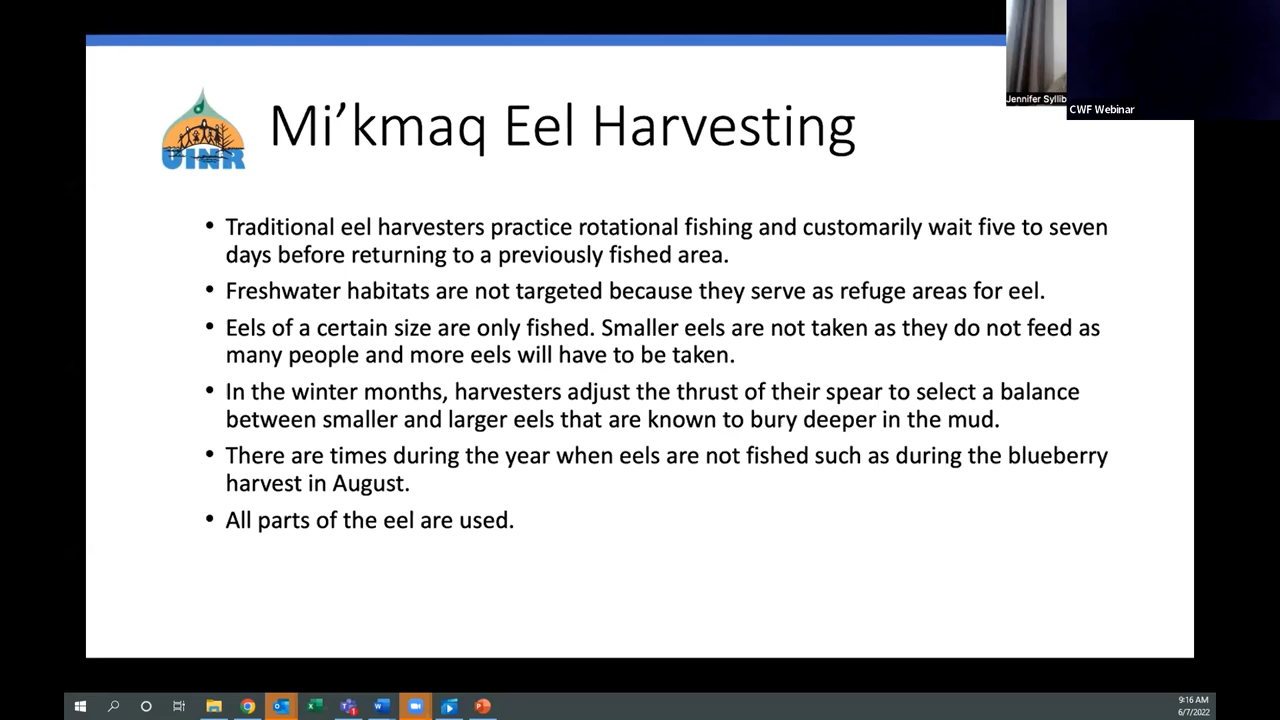 Jennifer Syllib
CWF Webinar
UINR
Mi’kmaq Eel Harvesting
• Traditional eel harvesters practice rotational fishing and customarily wait five to seven
days before returning to a previously fished area.
• Freshwater habitats are not targeted because they serve as refuge areas for eel.
• Eels of a certain size are only fished. Smaller eels are not taken as they do not feed as
many people and more eels will have to be taken.
• In the winter months, harvesters adjust the thrust of their spear to select a balance
between smaller and larger eels that are known to bury deeper in the mud.
• There are times during the year when eels are not fished such as during the blueberry
harvest in August.
• All parts of the eel are used.
9:16 AM
6/7/2022